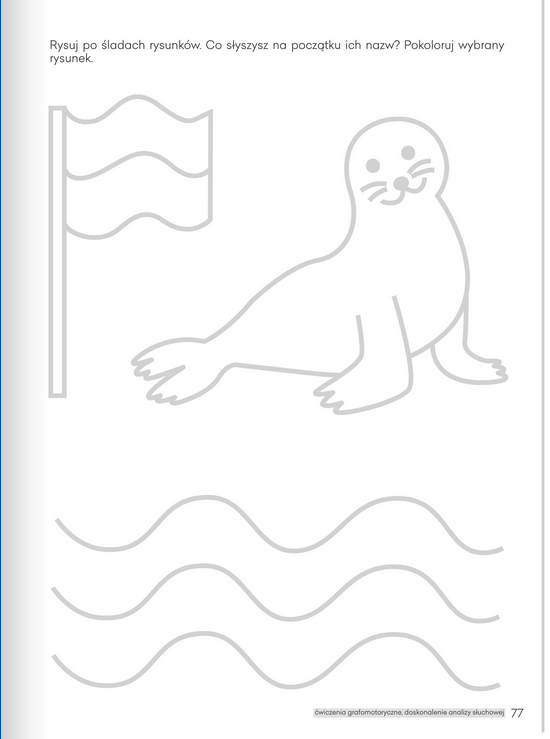 Rysuj po śladach rysunków. Co słyszysz na początku ich nazw? Pokoloruj wybrany
rysunek.
ćwiczenia grafomotoryczne, doskonalenie analizy słuchowej 77